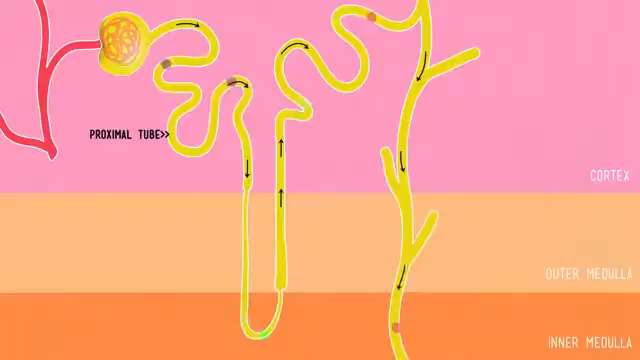 PROXIMAL TUBE>>
CORTEX
OUTER MEDULLA
INNER MEDULLA